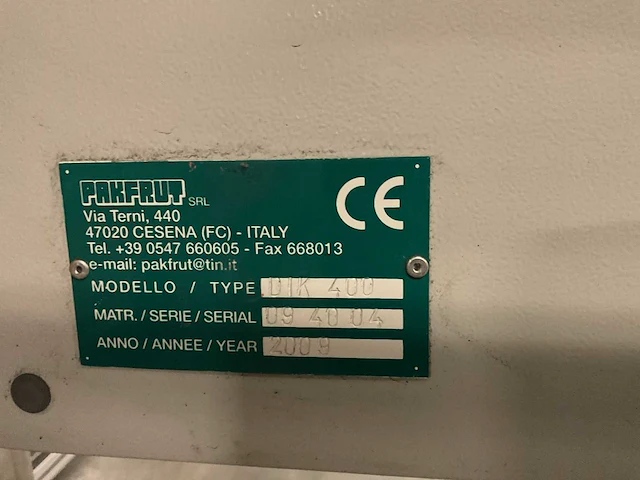 PAKFRUT SRL
Via Terni, 440
47020 CESENA (FC) - ITALY
Tel. +39 0547 660605 - Fax 668013
e-mail: pakfrut@tin.it
CE
MODELLO / TYPE DTK 400
MATR. / SERIE / SERIAL 09 40 04
ANNO / ANNEE / YEAR 2009